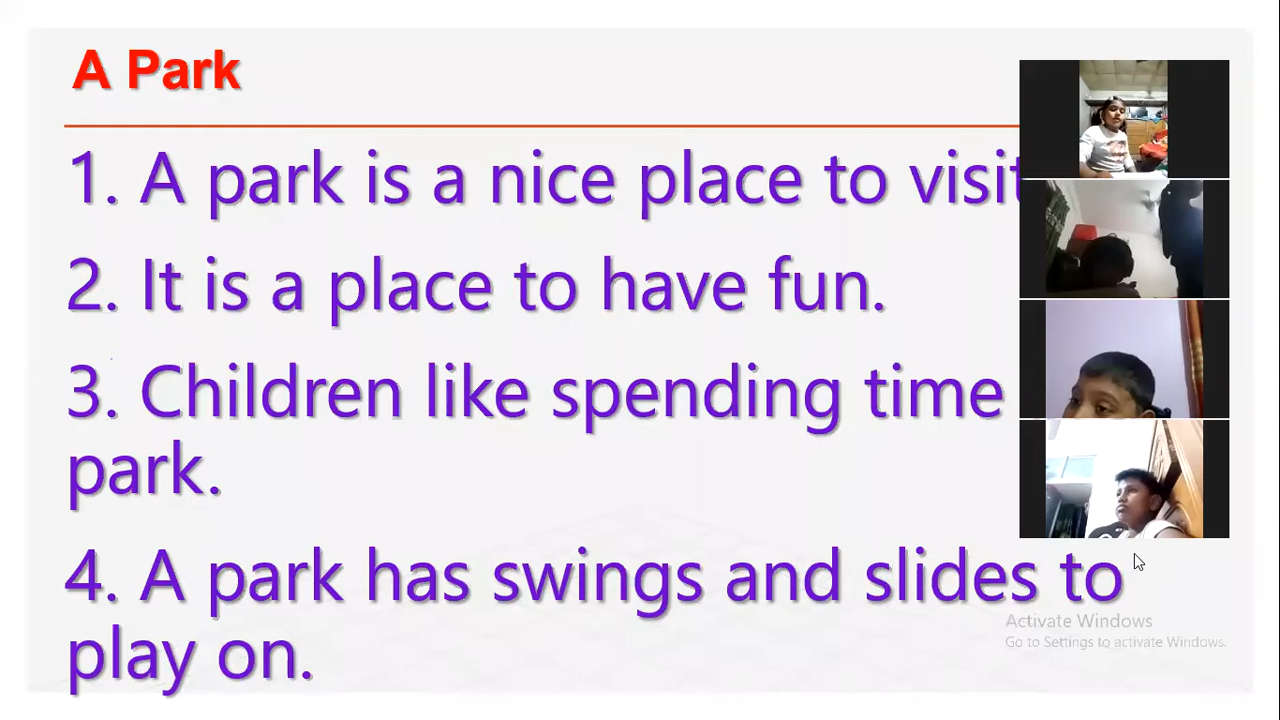 A Park
1. A park is a nice place to visit
2. It is a place to have fun.
3. Children like spending time
park.
4. A park has swings and slides to
play on.
Activate Windows
Go to Settings to activate Windows.